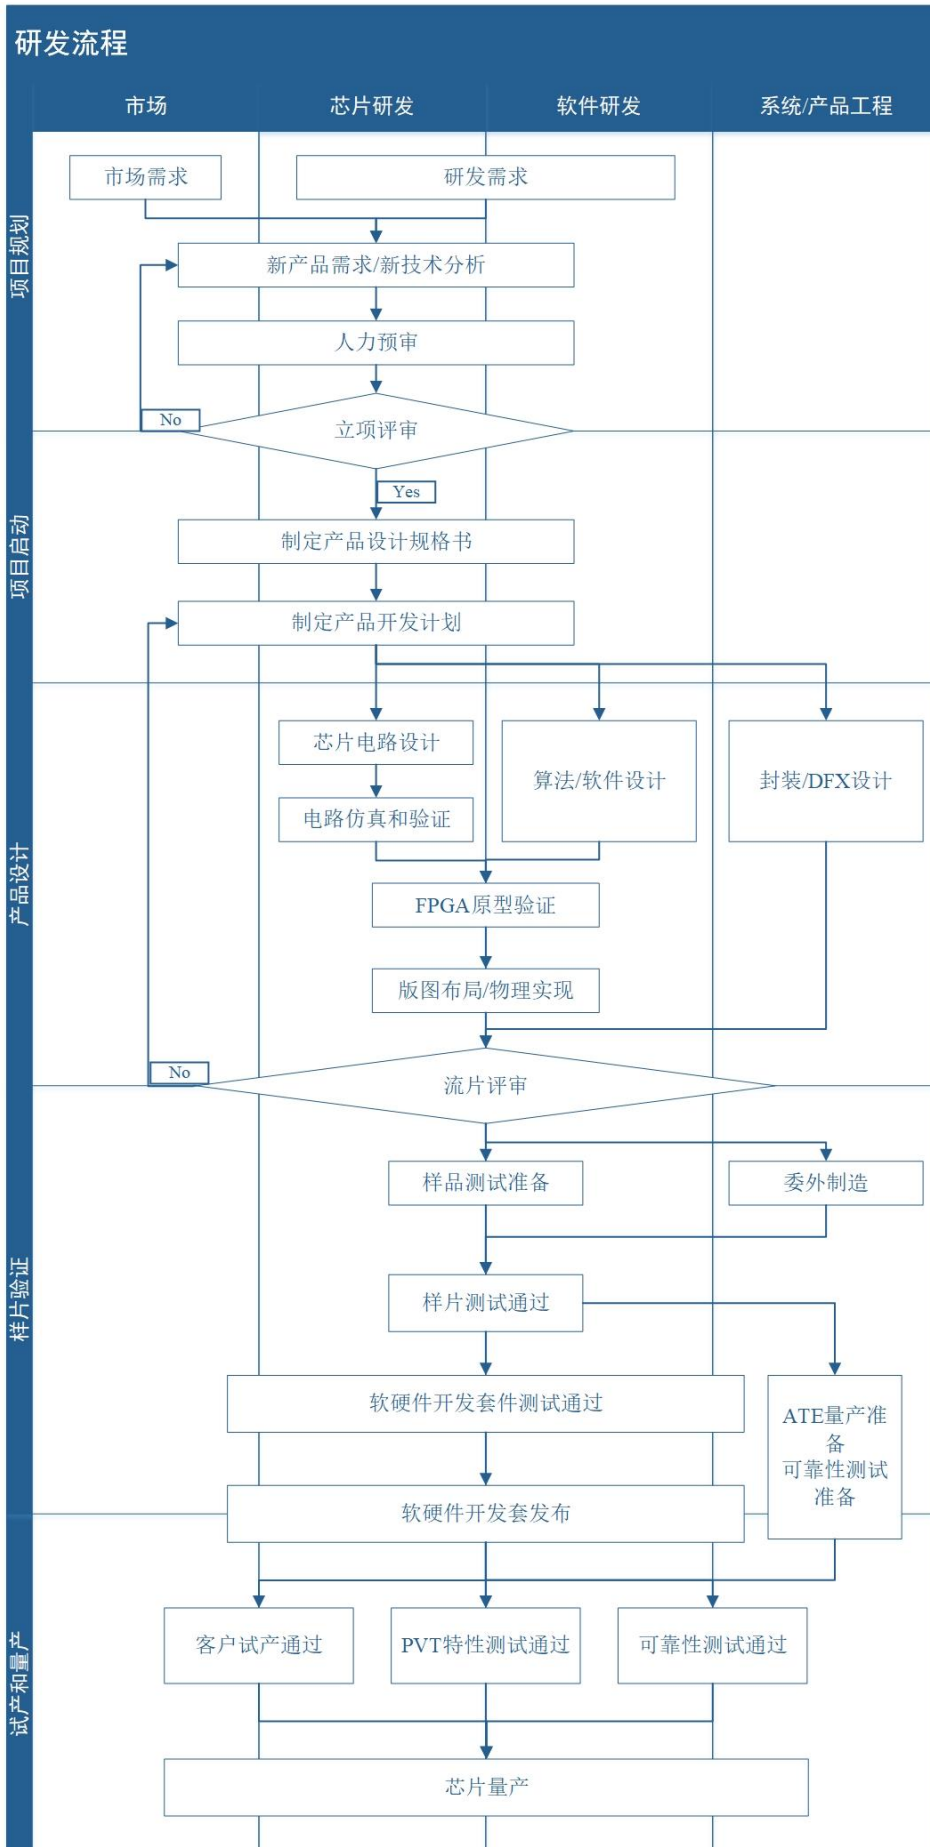 研发流程
市场
芯片研发
软件研发
系统/产品工程
项目规划
市场需求
研发需求
新产品需求/新技术分析
人力预审
No
立项评审
Yes
项目启动
制定产品设计规格书
制定产品开发计划
产品设计
芯片电路设计
算法/软件设计
封装/DFX设计
电路仿真和验证
FPGA原型验证
版图布局/物理实现
No
流片评审
样片验证
样品测试准备
委外制造
样片测试通过
软硬件开发套件测试通过
ATE量产准
备
可靠性测试
准备
软硬件开发套发布
试产和量产
客户试产通过
PVT特性测试通过
可靠性测试通过
芯片量产